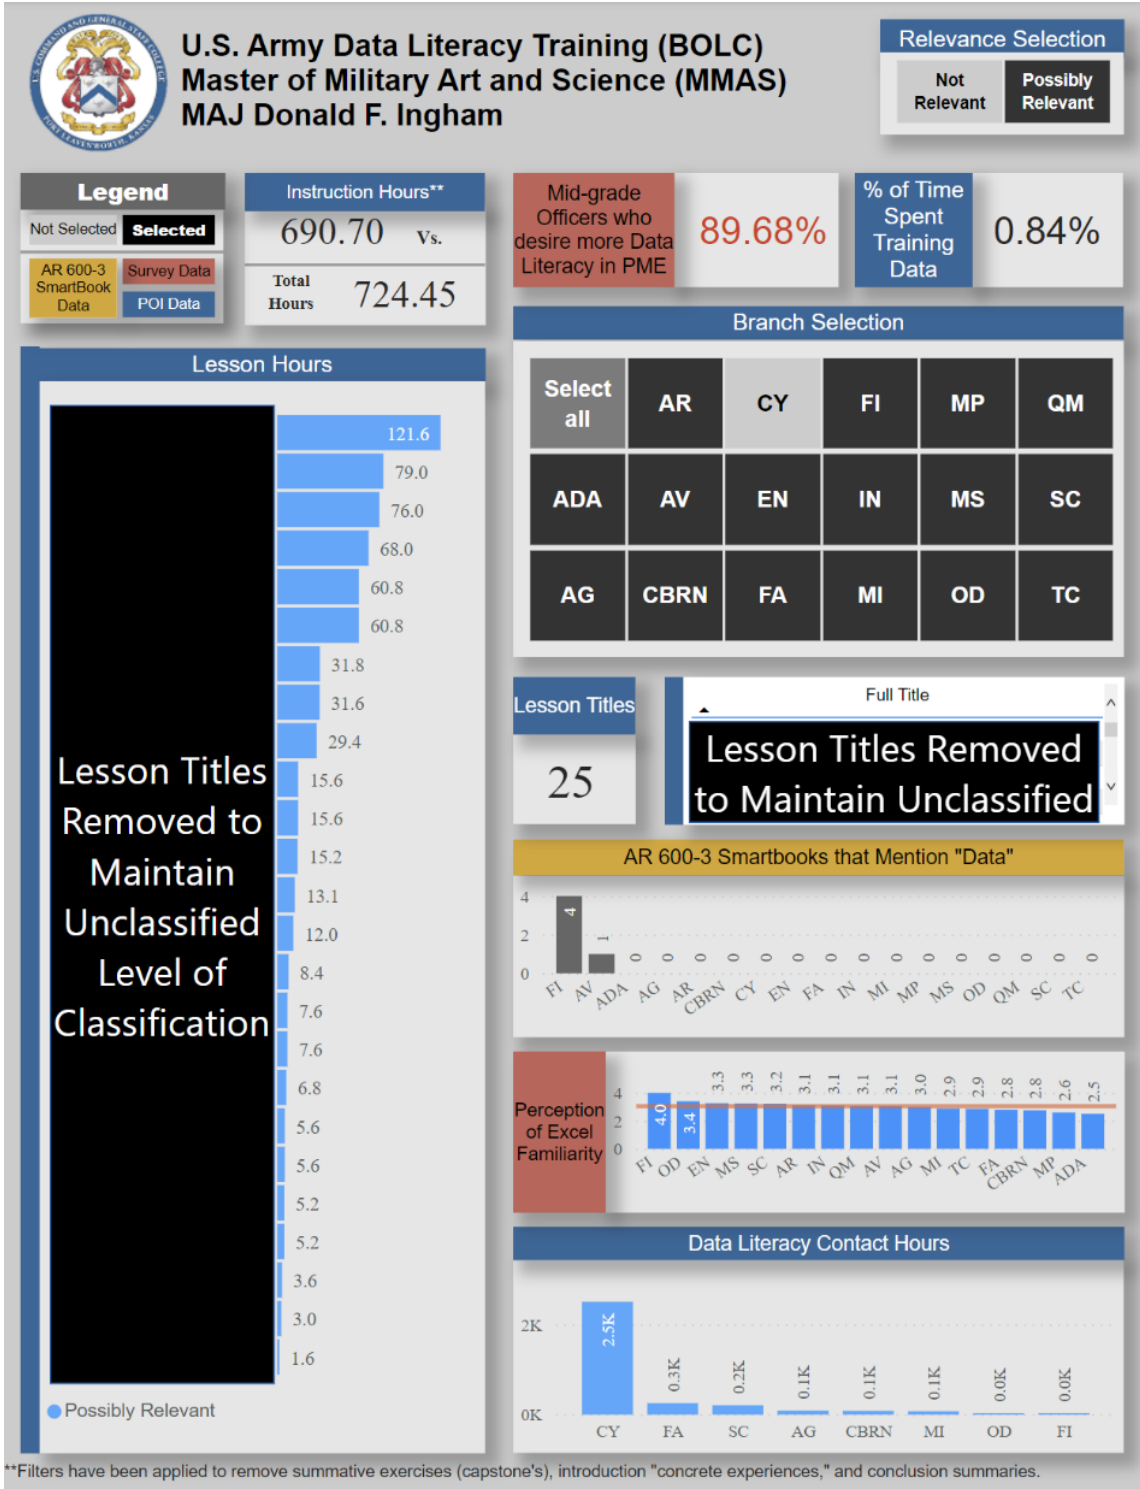 U.S. COMMAND AND GENERAL STAFF COLLEGE
FORT LEAVENWORTH, KANSAS
U.S. Army Data Literacy Training (BOLC)
Master of Military Art and Science (MMAS)
MAJ Donald F. Ingham
Relevance Selection
Not
Relevant
Possibly
Relevant
Legend
Not Selected
Selected
AR 600-3
SmartBook
Data
Survey Data
POI Data
Instruction Hours**
690.70 Vs.
Total
Hours
724.45
Mid-grade
Officers who
desire more Data
Literacy in PME
89.68%
% of Time
Spent
Training
Data
0.84%
Branch Selection
Select
all
AR CY FI MP QM
ADA AV EN IN MS SC
AG CBRN FA MI OD TC
Lesson Hours
Lesson Titles
Removed to
Maintain
Unclassified
Level of
Classification
121.6
79.0
76.0
68.0
60.8
60.8
31.8
31.6
29.4
15.6
15.6
15.2
13.1
12.0
8.4
7.6
7.6
6.8
5.6
5.6
5.2
5.2
3.6
3.0
1.6
Possibly Relevant
Lesson Titles
25
Full Title
Lesson Titles Removed
to Maintain Unclassified
AR 600-3 Smartbooks that Mention "Data"
4
2
0
4 1 0 0 0 0 0 0 0 0 0 0 0 0 0 0 0
FI AV ADA AG AR CBRN CY EN FA IN MI MP MS OD QM SC TC
Perception
of Excel
Familiarity
4
2
0
4.0 3.4 3.3 3.3 3.2 3.1 3.1 3.1 3.1 3.0 2.9 2.9 2.8 2.8 2.6 2.5
FI OD EN MS SC AR IN QM AV AG MI TC FA CBRN MP ADA
Data Literacy Contact Hours
2K
0K
2.5K 0.3K 0.2K 0.1K 0.1K 0.1K 0.0K 0.0K
CY FA SC AG CBRN MI OD FI
**Filters have been applied to remove summative exercises (capstone's), introduction "concrete experiences," and conclusion summaries.